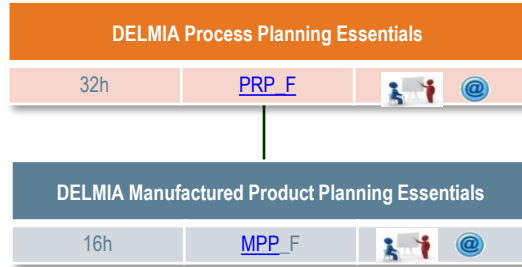 DELMIA Process Planning Essentials
32h PRP_F @
DELMIA Manufactured Product Planning Essentials
16h MPP_F @